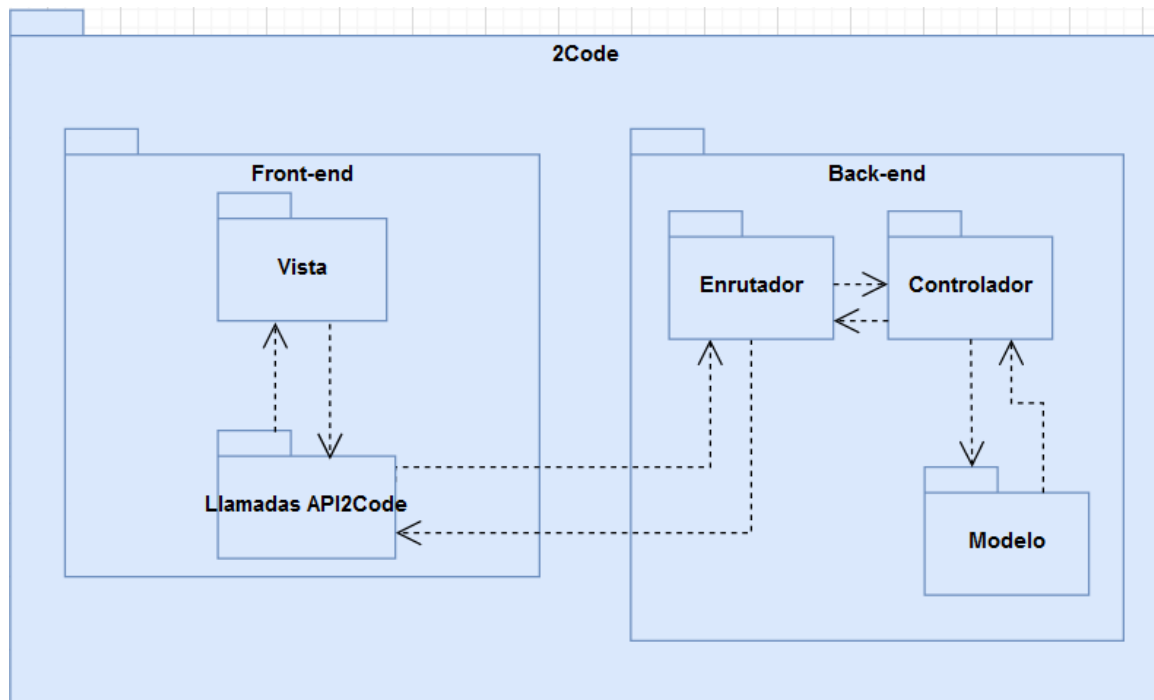 2Code
Front-end
Vista
Llamadas API2Code
Back-end
Enrutador
Controlador
Modelo